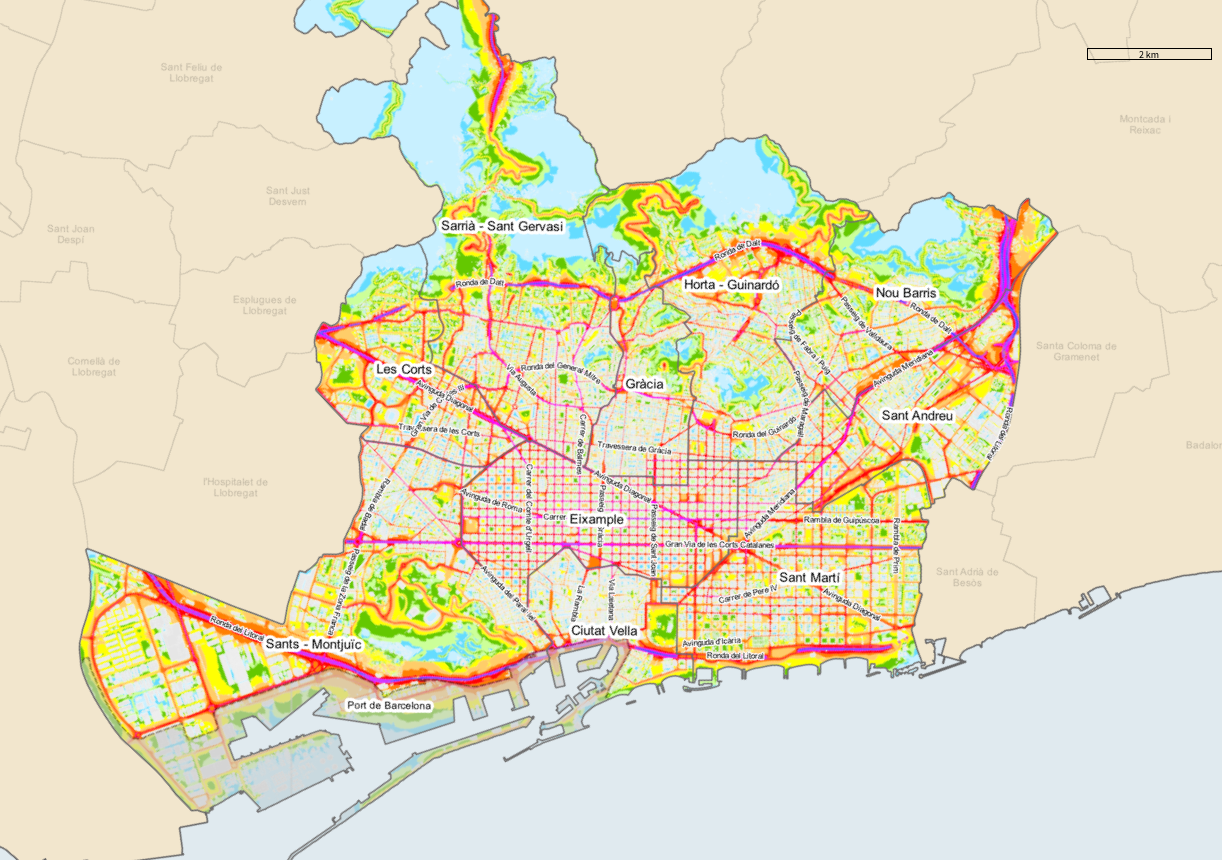 2 km
Sant Feliu de
Llobregat
Montcada i
Reixac
Sant Just
Desvern
Sant Joan
Despí
Sarrià - Sant Gervasi
Ronda de Dalt
Ronda de Dalt
Horta - Guinardó
Nou Barris
Esplugues de
Llobregat
Passeig de Valldaura
Ronda de Dalt
Passeig de Fabra i Puig
Santa Coloma de
Gramenet
Cornellà de
Llobregat
Les Corts
Via Augusta
Ronda del General Mitre
Gràcia
Avinguda Meridiana
Avinguda Diagonal
Gran Via de Carles III
Passeig de Maragall
Sant Andreu
Ronda del Litoral
Travessera de les Corts
Carrer de Balmes
Travessera de Gràcia
Ronda del Guinardó
Badalona
l'Hospitalet de
Llobregat
Rambla de Badal
Avinguda de Roma
Carrer del Comte d'Urgell
Avinguda Diagonal
Passeig de Gràcia
Passeig de Sant Joan
Avinguda Meridiana
Carrer
Eixample
Rambla de Guipúscoa
Rambla de Prim
Gran Via de les Corts Catalanes
Passeig de la Zona Franca
Avinguda del Paral·lel
La Rambla
Via Laietana
Sant Martí
Carrer de Pere IV
Avinguda Diagonal
Sant Adrià de
Besòs
Ronda del Litoral
Sants - Montjuïc
Ciutat Vella
Avinguda d'Icària
Ronda del Litoral
Port de Barcelona